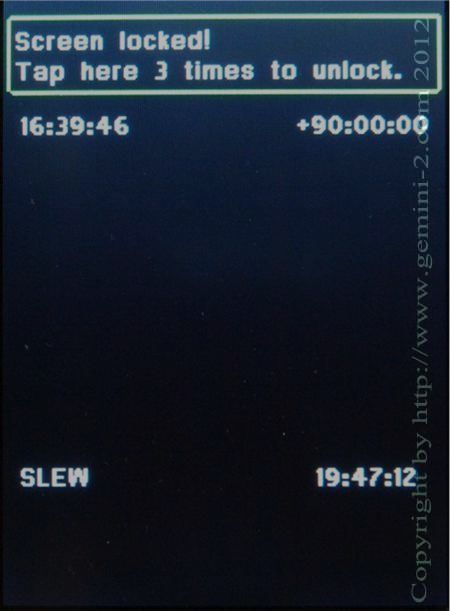 Screen locked!
Tap here 3 times to unlock.
16:39:46 +90:00:00
SLEW 19:47:12
Copyright by http://www.gemini-2.com 2012